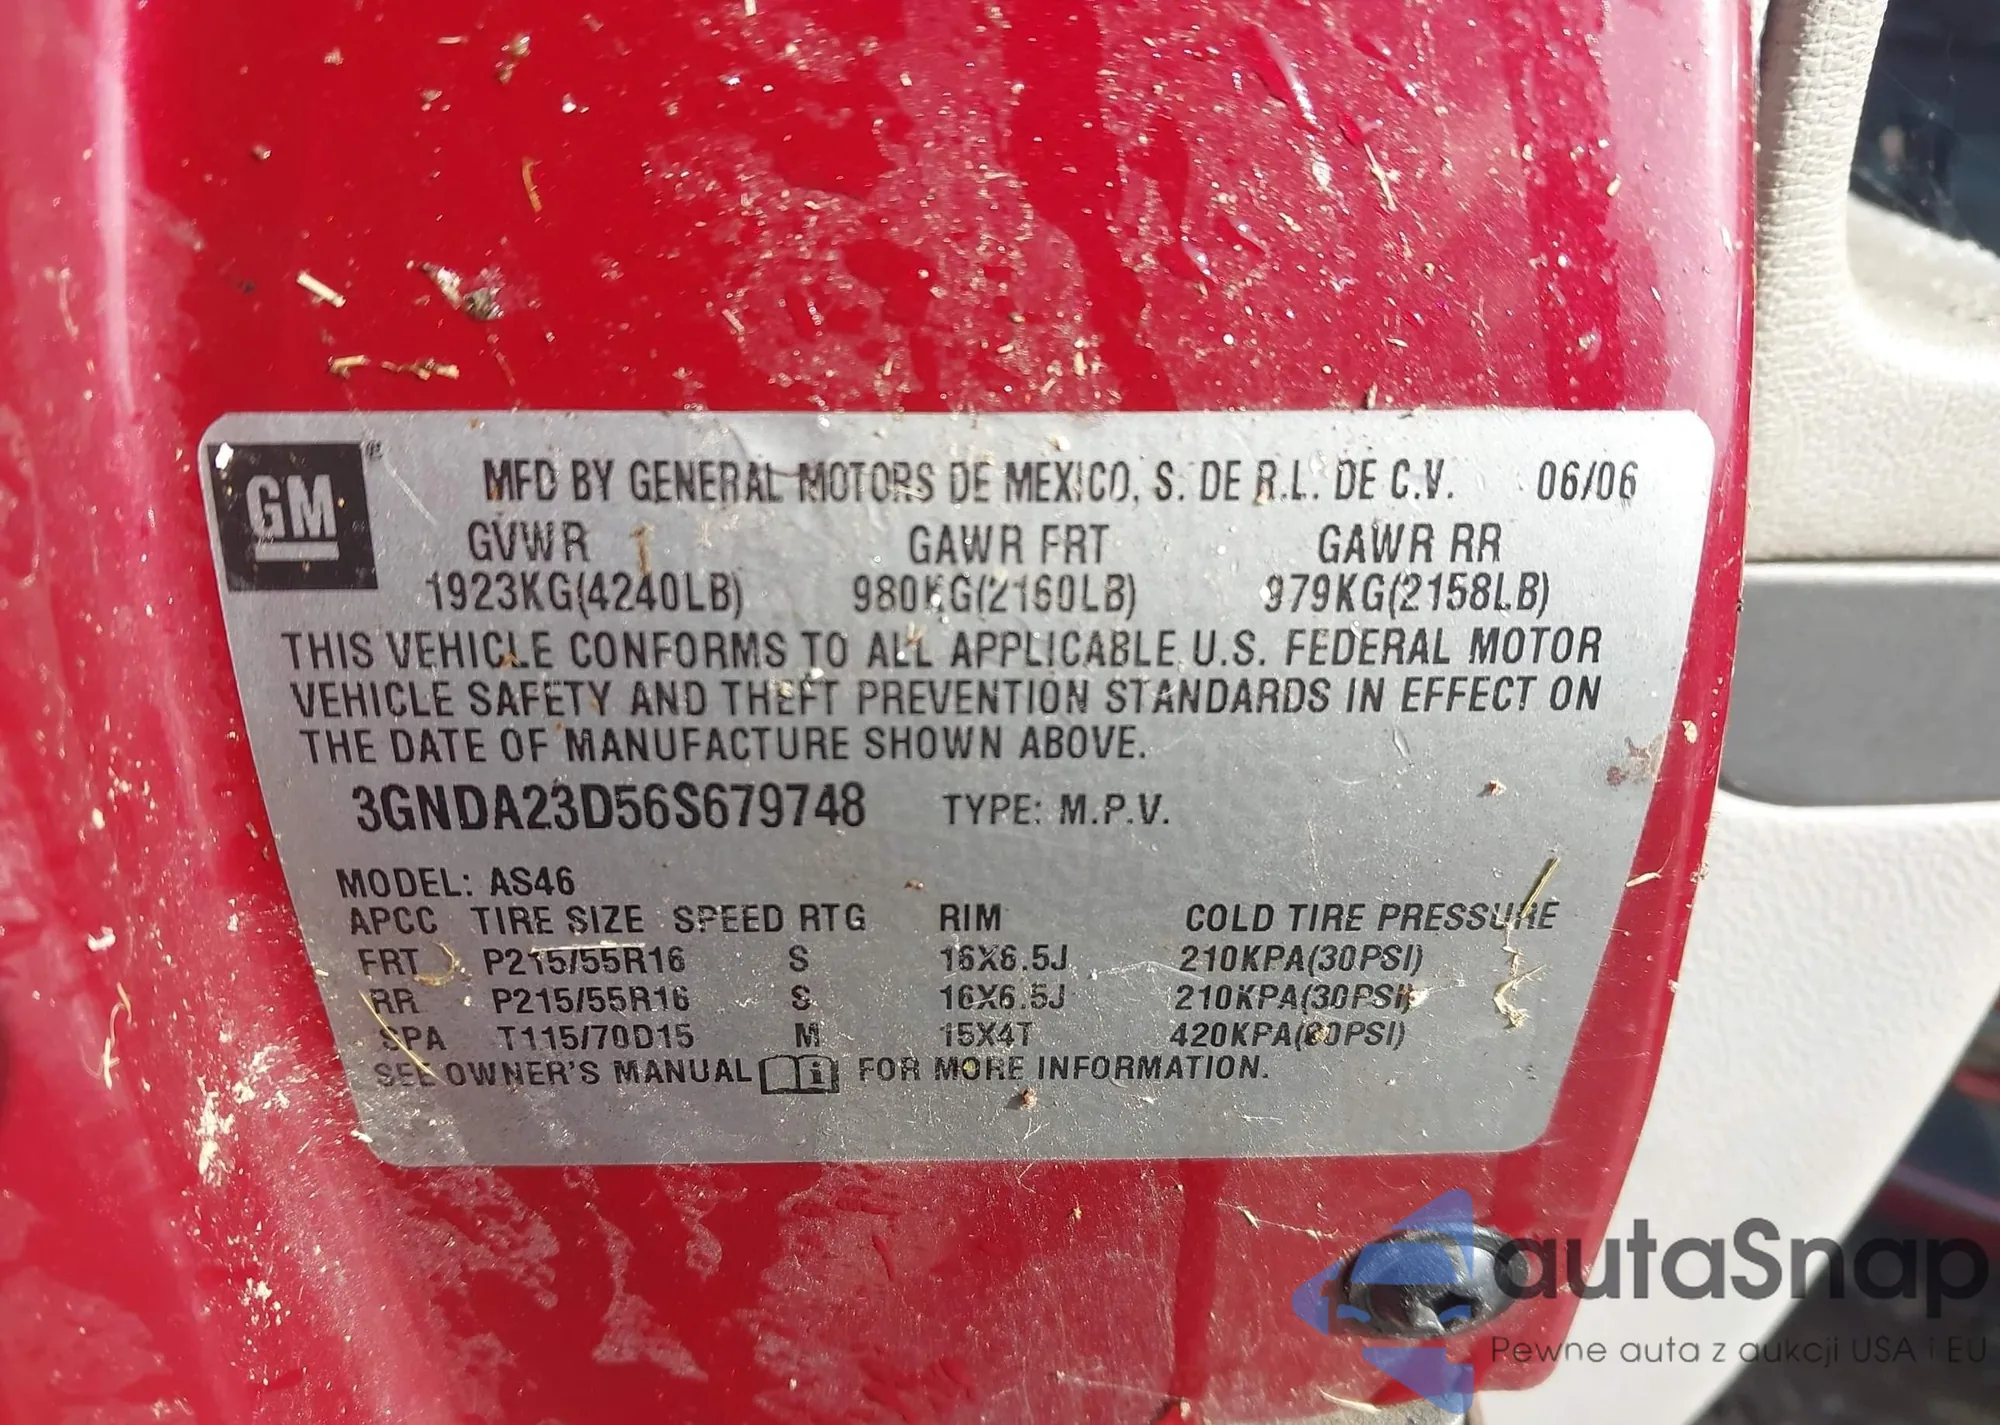 GM ®
MFD BY GENERAL MOTORS DE MEXICO, S. DE R.L. DE C.V. 06/06
GVWR GAWR FRT GAWR RR
1923KG(4240LB) 980KG(2160LB) 979KG(2158LB)
THIS VEHICLE CONFORMS TO ALL APPLICABLE U.S. FEDERAL MOTOR
VEHICLE SAFETY AND THEFT PREVENTION STANDARDS IN EFFECT ON
THE DATE OF MANUFACTURE SHOWN ABOVE.
3GNDA23D56S679748 TYPE: M.P.V.
MODEL: AS46
APCC TIRE SIZE SPEED RTG RIM COLD TIRE PRESSURE
FRT P215/55R16 S 16X6.5J 210KPA(30PSI)
RR P215/55R16 S 16X6.5J 210KPA(30PSI)
SPA T115/70D15 M 15X4T 420KPA(60PSI)
SEE OWNER'S MANUAL FOR MORE INFORMATION.
autaSnap
Pewne auta z aukcji USA i EU